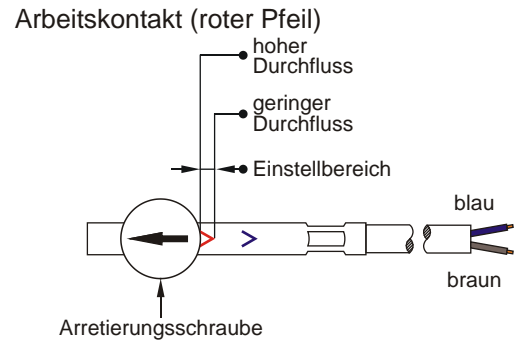 Arbeitskontakt (roter Pfeil)
hoher
Durchfluss
geringer
Durchfluss
Einstellbereich
blau
braun
Arretierungsschraube